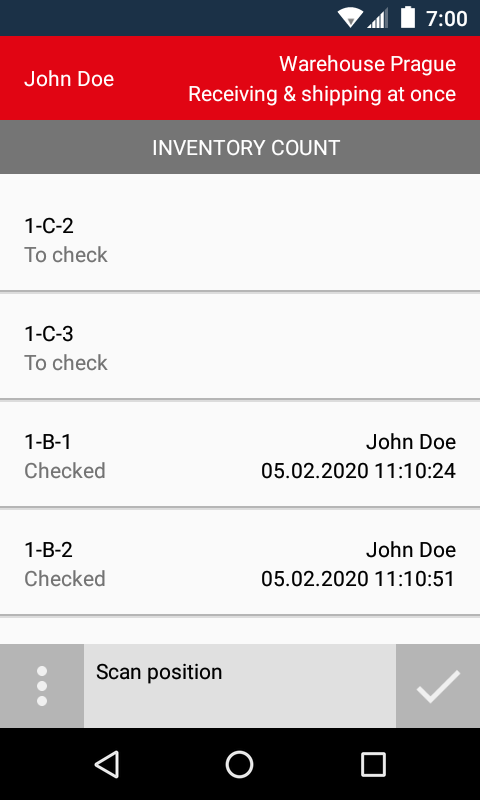 7:00
John Doe
Warehouse Prague
Receiving & shipping at once
INVENTORY COUNT
1-C-2
To check
1-C-3
To check
1-B-1
John Doe
Checked
05.02.2020 11:10:24
1-B-2
John Doe
Checked
05.02.2020 11:10:51
Scan position